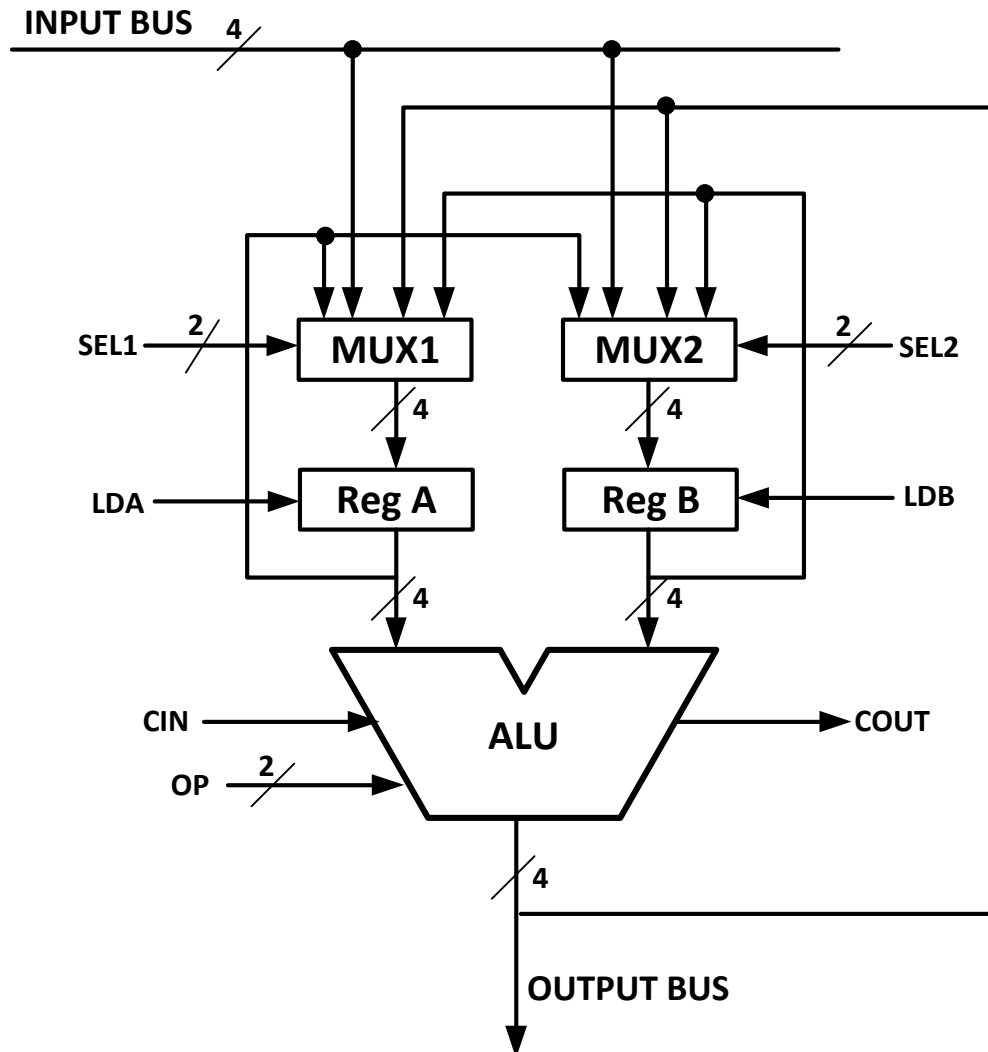 INPUT BUS
4
SEL1
2
MUX1
MUX2
2
SEL2
4
4
LDA
Reg A
Reg B
LDB
4
4
CIN
ALU
COUT
OP
2
4
OUTPUT BUS